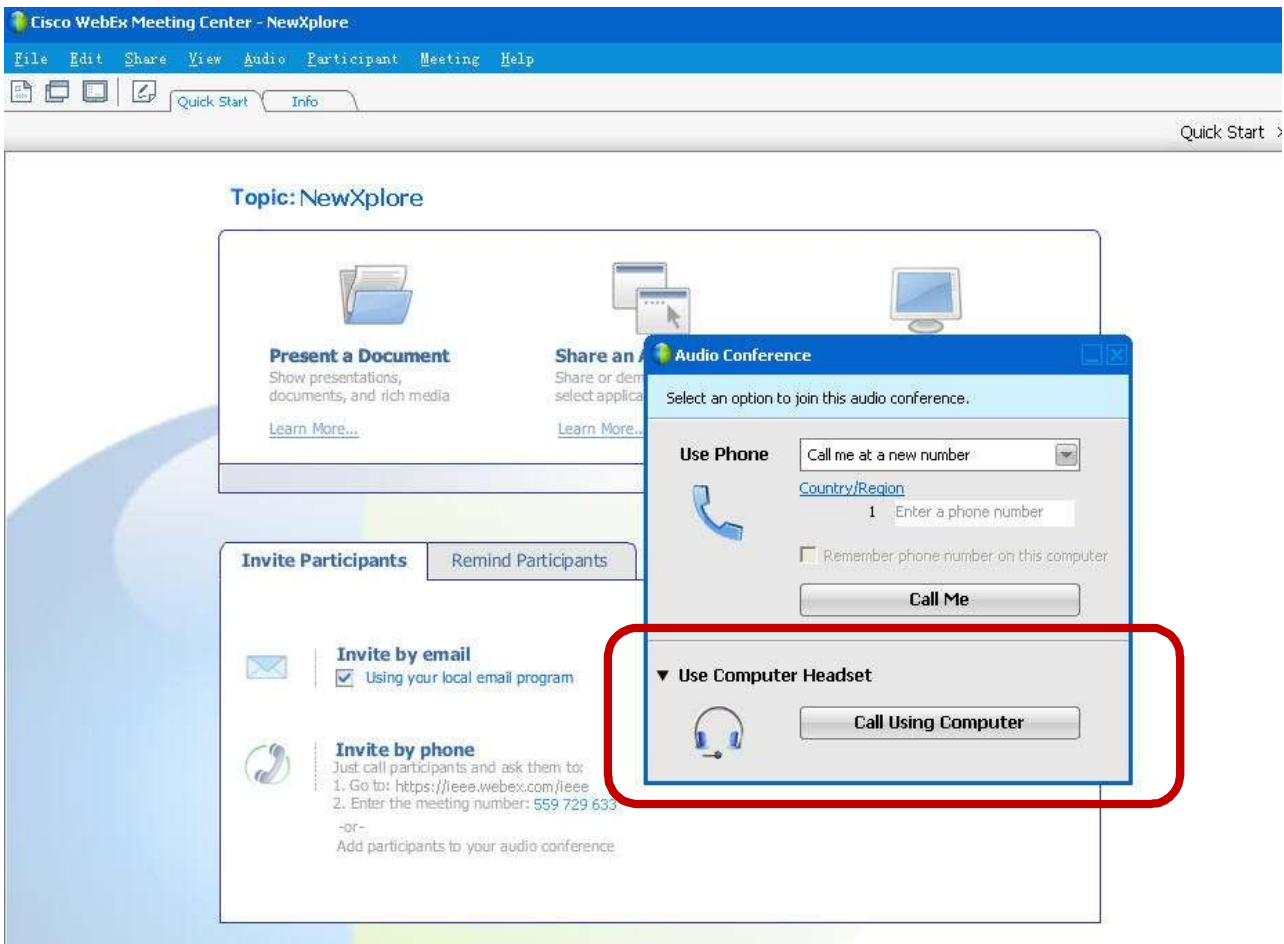 Cisco WebEx Meeting Center - NewXplore
File Edit Share View Audio Participant Meeting Help
Quick Start Info
Quick Start
Topic: NewXplore
Present a Document
Show presentations,
documents, and rich media
Learn More...
Share an
Share or
select
Learn More..
Audio Conference
Select an option to join this audio conference.
Use Phone
Call me at a new number
Country/Region
1 Enter a phone number
Remember phone number on this computer
Call Me
Use Computer Headset
Call Using Computer
Invite Participants Remind Participants
Invite by email
Using your local email program
Invite by phone
Just call participants and ask them to:
1. Go to: https://ieee.webex.com/ieee
2. Enter the meeting number: 559 729 633
-or-
Add participants to your audio conference